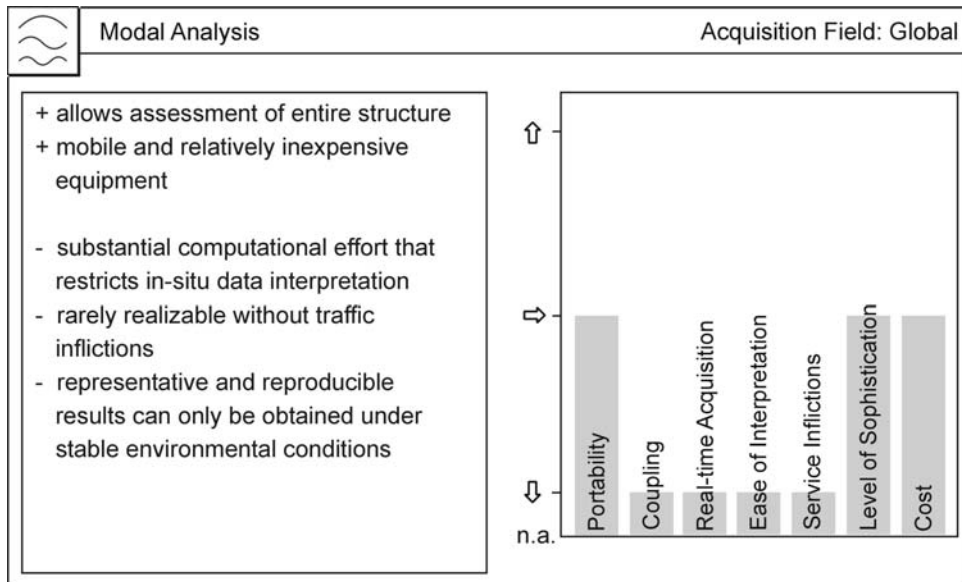 Modal Analysis
Acquisition Field: Global
+ allows assessment of entire structure
+ mobile and relatively inexpensive
equipment
- substantial computational effort that
restricts in-situ data interpretation
- rarely realizable without traffic
inflictions
- representative and reproducible
results can only be obtained under
stable environmental conditions
n.a.
Portability
Coupling
Real-time Acquisition
Ease of Interpretation
Service Inflictions
Level of Sophistication
Cost